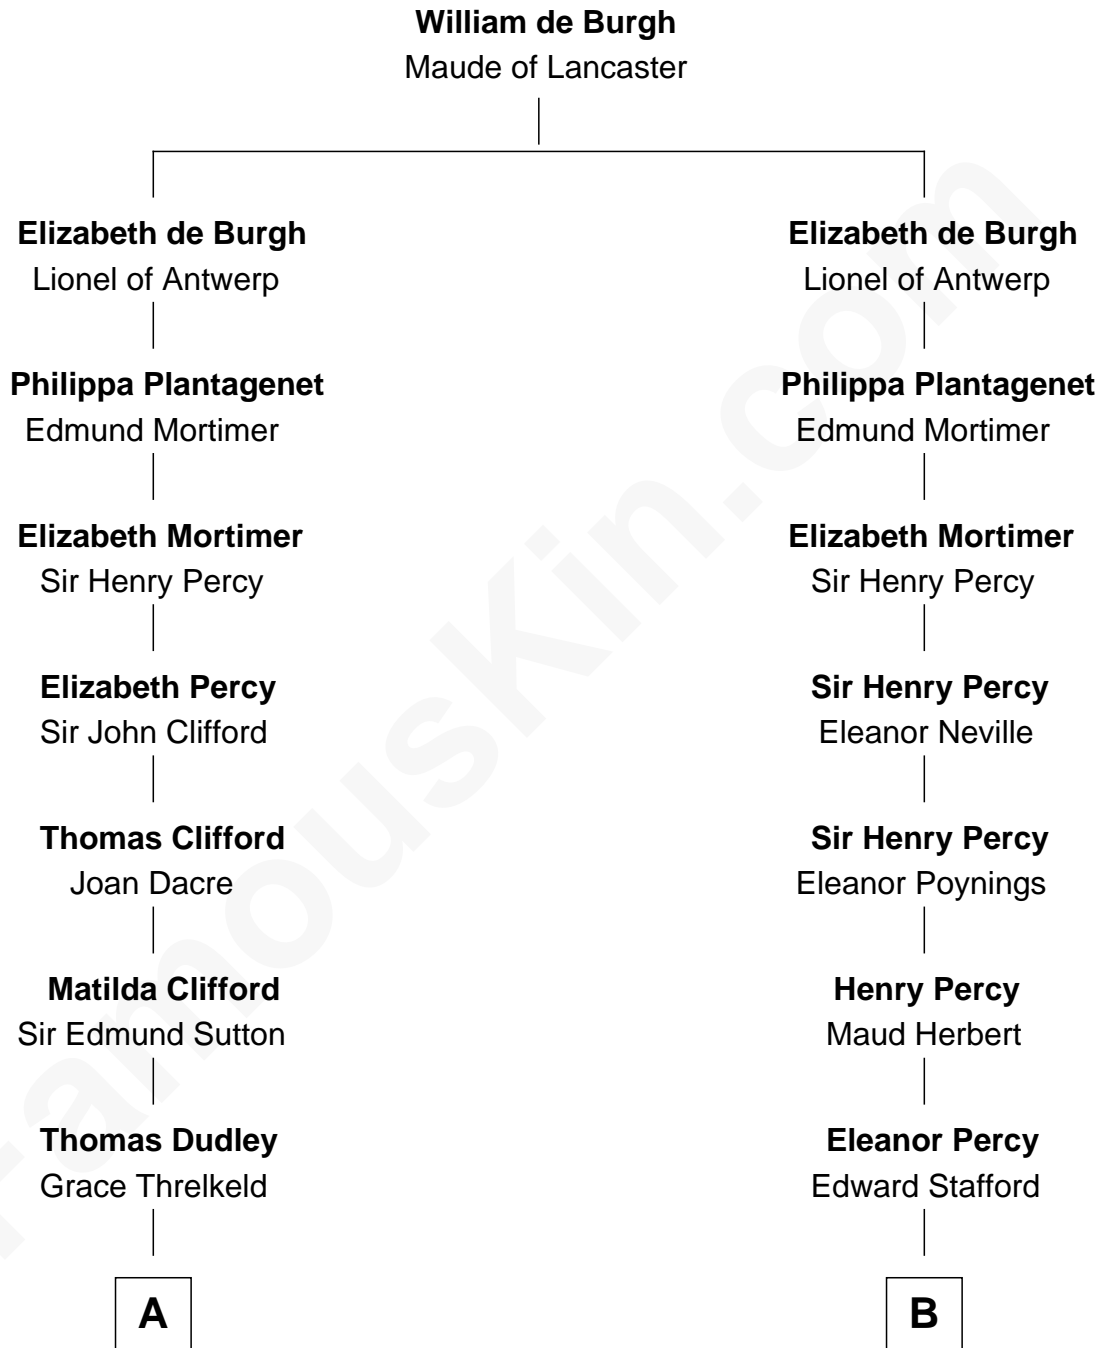 William de Burgh
Maude of Lancaster
Elizabeth de Burgh
Lionel of Antwerp
Philippa Plantagenet
Edmund Mortimer
Elizabeth Mortimer
Sir Henry Percy
Elizabeth Percy
Sir John Clifford
Thomas Clifford
Joan Dacre
Matilda Clifford
Sir Edmund Sutton
Thomas Dudley
Grace Threlkeld
A
Elizabeth de Burgh
Lionel of Antwerp
Philippa Plantagenet
Edmund Mortimer
Elizabeth Mortimer
Sir Henry Percy
Sir Henry Percy
Eleanor Neville
Sir Henry Percy
Eleanor Poynings
Henry Percy
Maud Herbert
Eleanor Percy
Edward Stafford
B
FamousKin.com